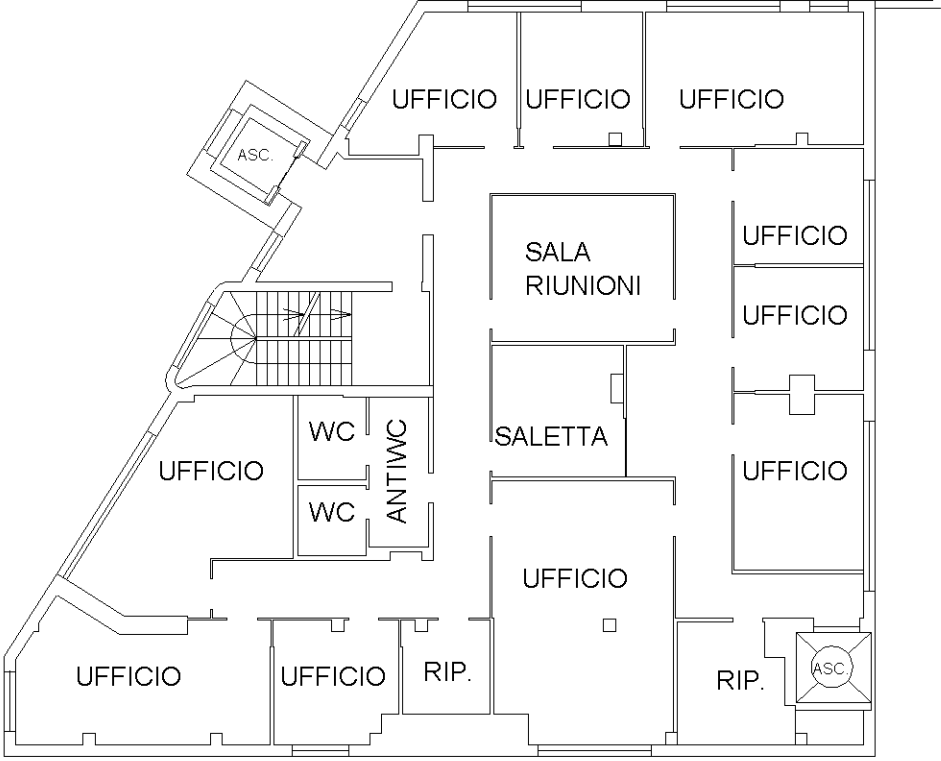 UFFICIO
UFFICIO
UFFICIO
ASC.
UFFICIO
SALA
RIUNIONI
UFFICIO
WC
ANTIWC
SALETTA
UFFICIO
UFFICIO
WC
UFFICIO
UFFICIO
UFFICIO
RIP.
RIP.
ASC.